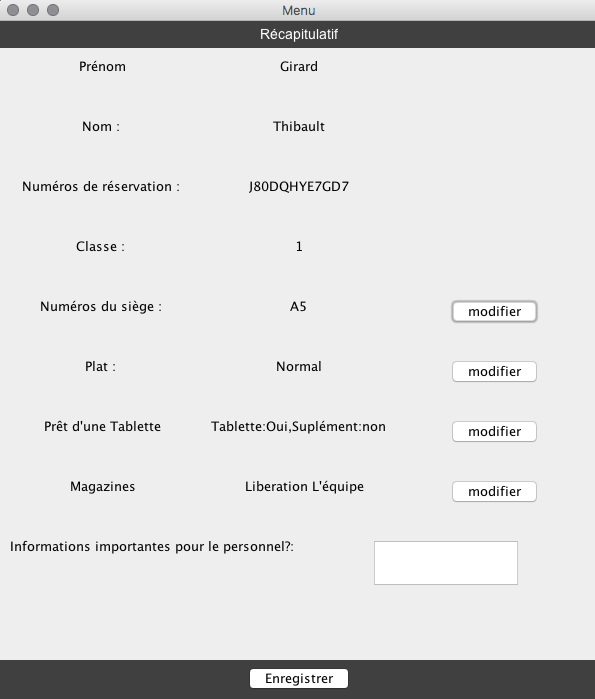 Menu
Récapitulatif
Prénom Girard
Nom : Thibault
Numéros de réservation : J80DQHYE7GD7
Classe : 1
Numéros du siège : A5 modifier
Plat : Normal modifier
Prêt d'une Tablette Tablette:Oui,Suplément:non modifier
Magazines Liberation L'équipe modifier
Informations importantes pour le personnel?:
Enregistrer